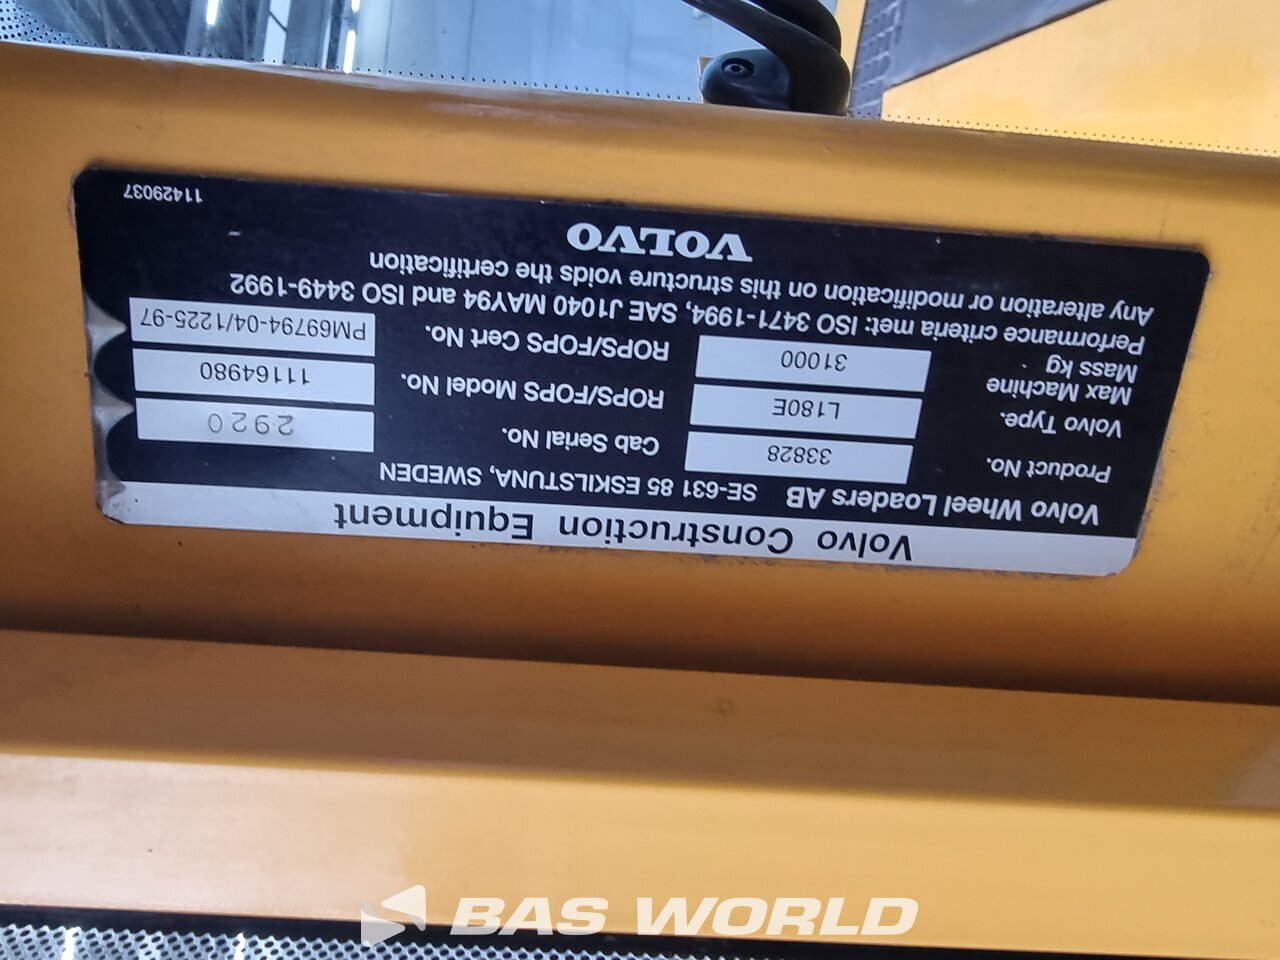 Volvo Construction Equipment
Volvo Wheel Loaders AB SE-631 85 ESKILSTUNA, SWEDEN
Product No. 33828 Cab Serial No. 2920
Volvo Type. L180E ROPS/FOPS Model No. 11164980
Max Machine
Mass kg 31000 ROPS/FOPS Cert No. PM69794-04/1225-97
Performance criteria met: ISO 3471-1994, SAE J1040 MAY94 and ISO 3449-1992
Any alteration or modification on this structure voids the certification
VOLVO
11429037
BAS WORLD